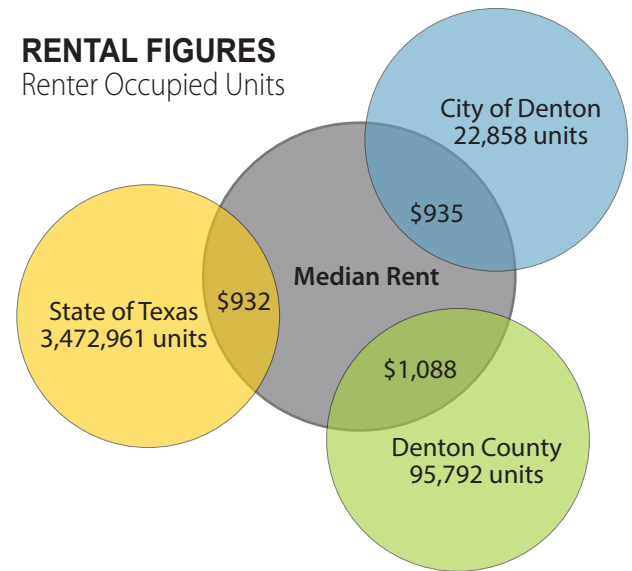 RENTAL FIGURES
Renter Occupied Units
City of Denton
22,858 units
$935
Median Rent
State of Texas
3,472,961 units
$932
$1,088
Denton County
95,792 units